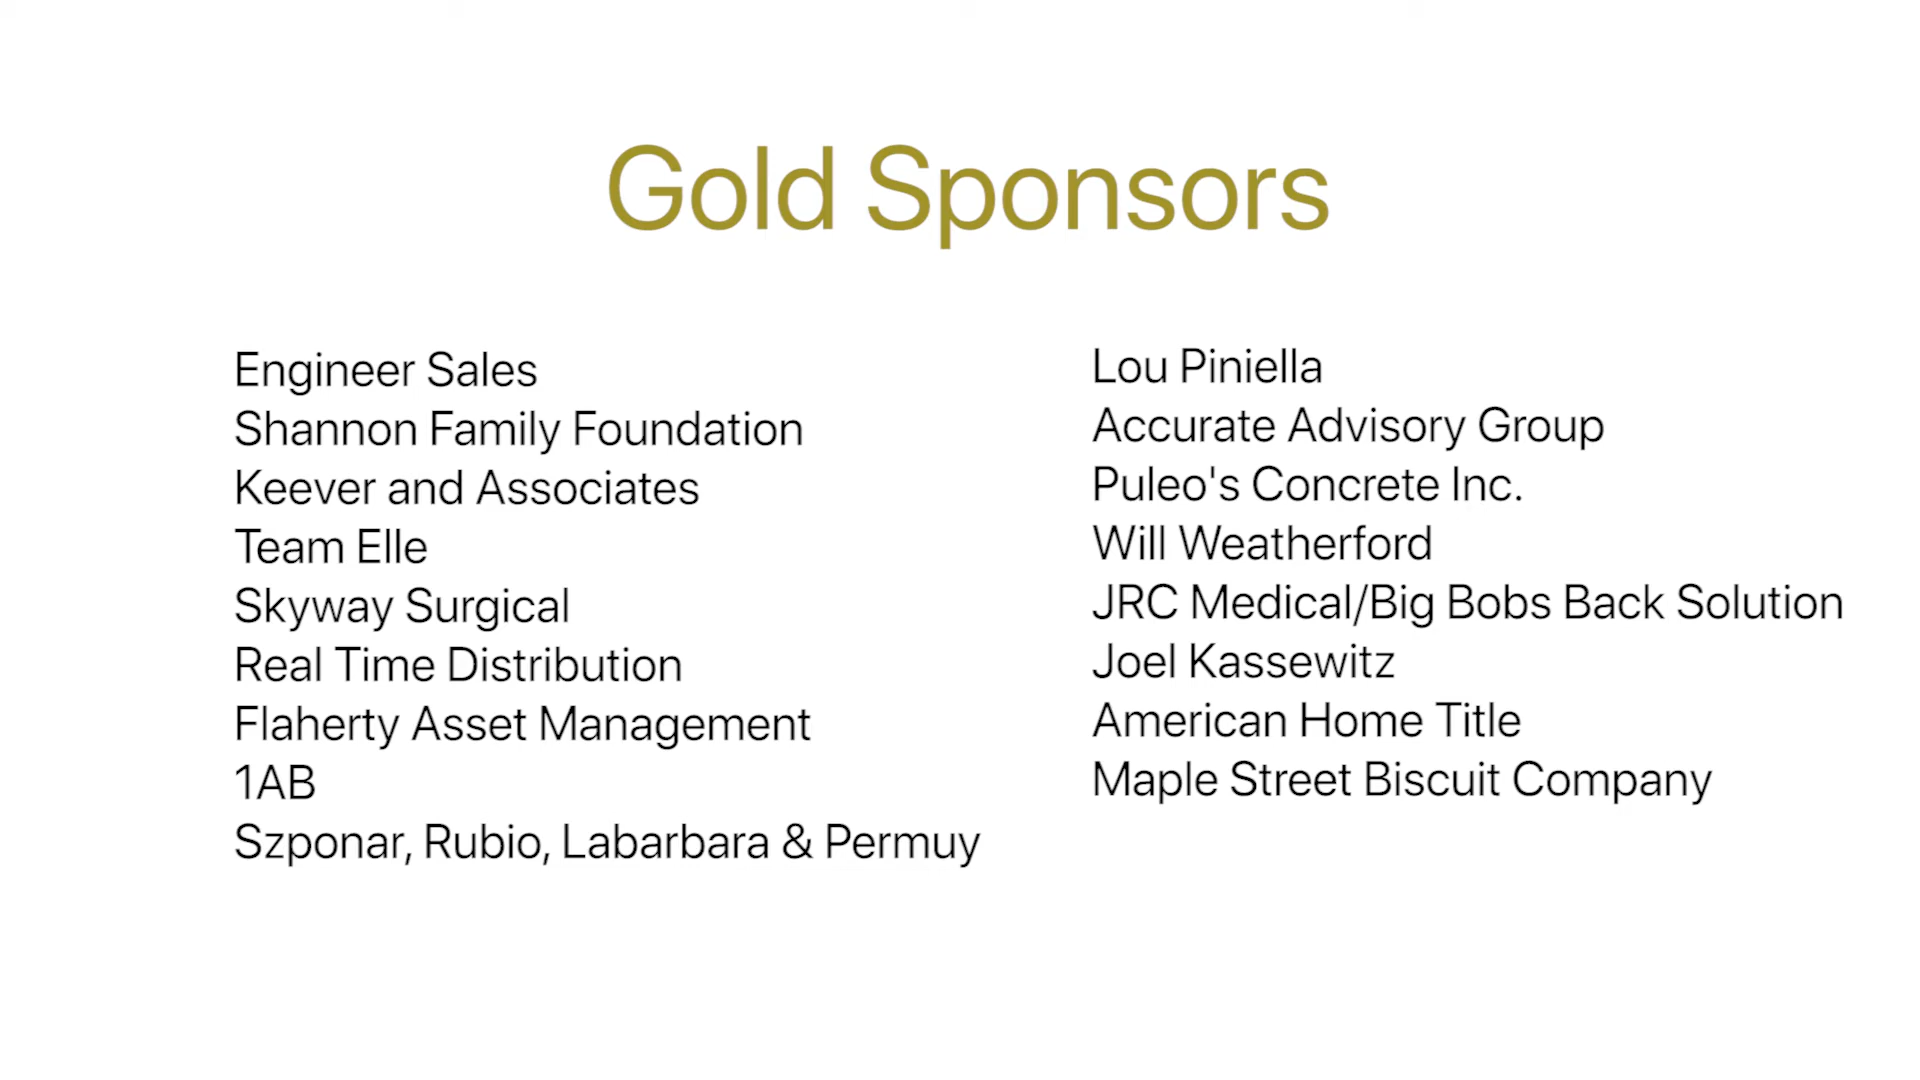 Gold Sponsors
Engineer Sales
Shannon Family Foundation
Keever and Associates
Team Elle
Skyway Surgical
Real Time Distribution
Flaherty Asset Management
1AB
Szponar, Rubio, Labarbara & Permuy
Lou Piniella
Accurate Advisory Group
Puleo's Concrete Inc.
Will Weatherford
JRC Medical/Big Bobs Back Solution
Joel Kassewitz
American Home Title
Maple Street Biscuit Company